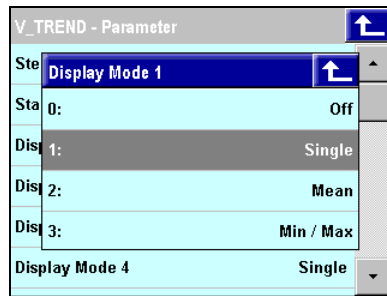 V_TREND - Parameter
Display Mode 1
0: Off
1: Single
2: Mean
3: Min / Max
Display Mode 4 Single